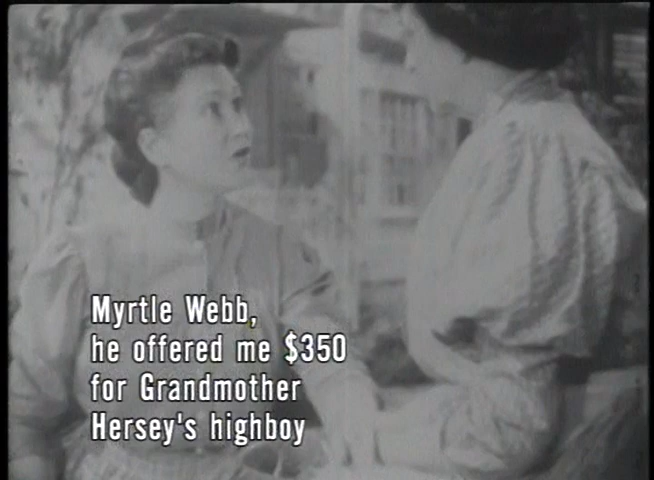 Myrtle Webb,
he offered me $350
for Grandmother
Hersey's highboy